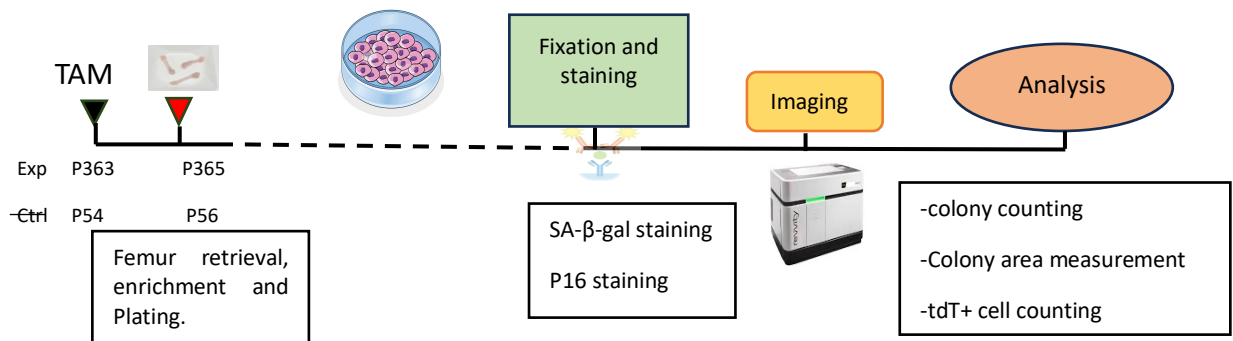 TAM
Fixation and
staining
Imaging
Analysis
Exp P363 P365
Ctrl P54 P56
Femur retrieval,
enrichment and
Plating.
SA-β-gal staining
P16 staining
revvity
-colony counting
-Colony area measurement
-tdT+ cell counting